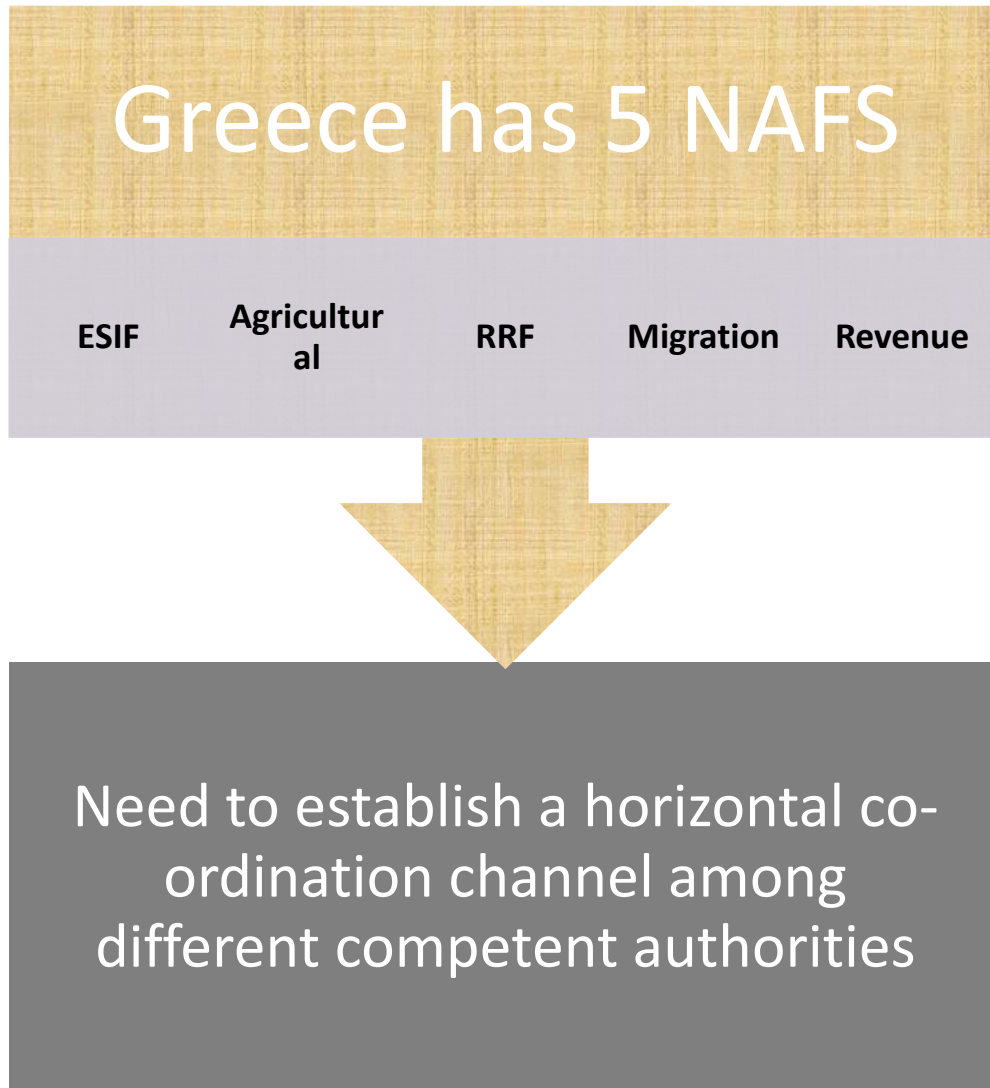 Greece has 5 NAFS
ESIF
Agricultur
al
RRF
Migration
Revenue
Need to establish a horizontal co-
ordination channel among
different competent authorities